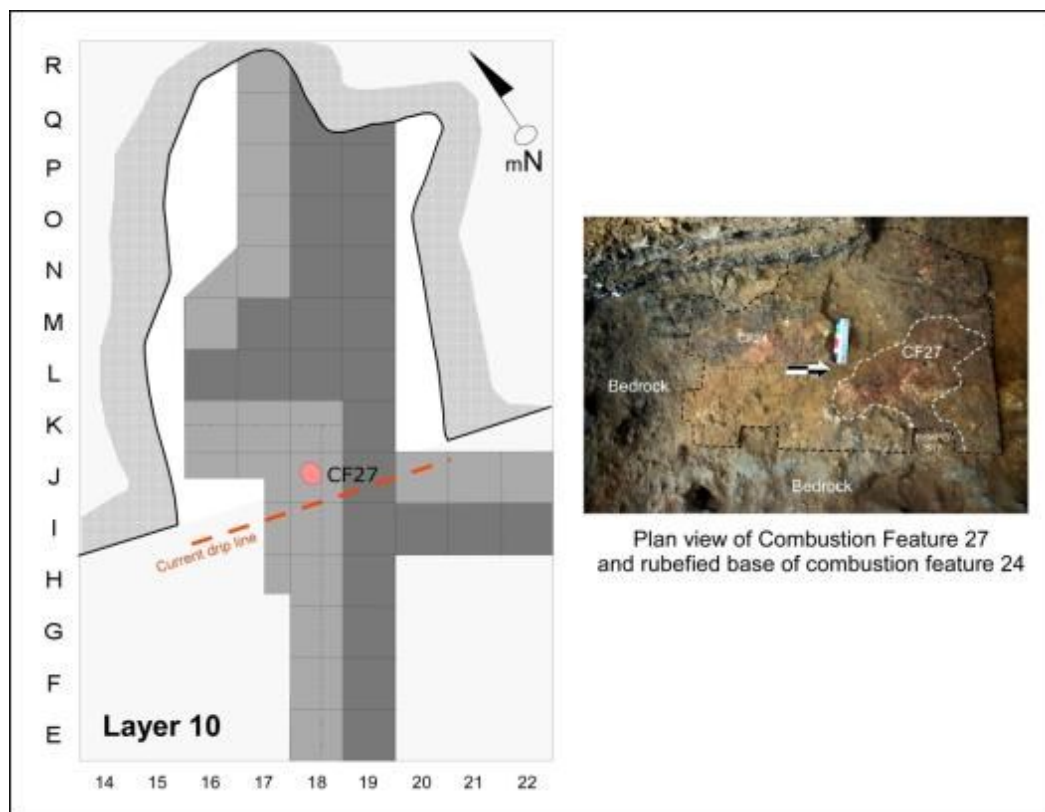 R
Q
P
O
N
M
L
K
J
I
H
G
F
E
mN
CF27
Current drip line
Layer 10
14 15 16 17 18 19 20 21 22
CF27
Bedrock
Bedrock
Plan view of Combustion Feature 27
and rubefied base of combustion feature 24